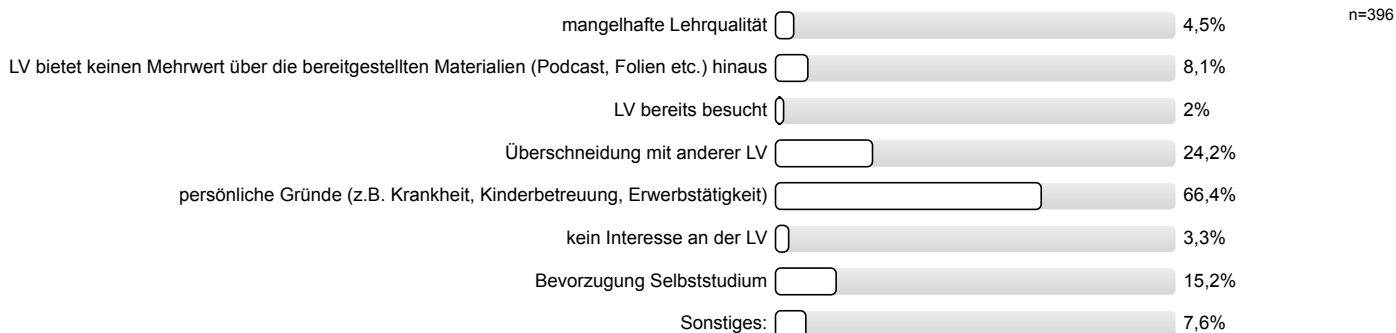 mangelhafte Lehrqualität 4,5% n=396
LV bietet keinen Mehrwert über die bereitgestellten Materialien (Podcast, Folien etc.) hinaus 8,1%
LV bereits besucht 2%
Überschneidung mit anderer LV 24,2%
persönliche Gründe (z.B. Krankheit, Kinderbetreuung, Erwerbstätigkeit) 66,4%
kein Interesse an der LV 3,3%
Bevorzugung Selbststudium 15,2%
Sonstiges: 7,6%